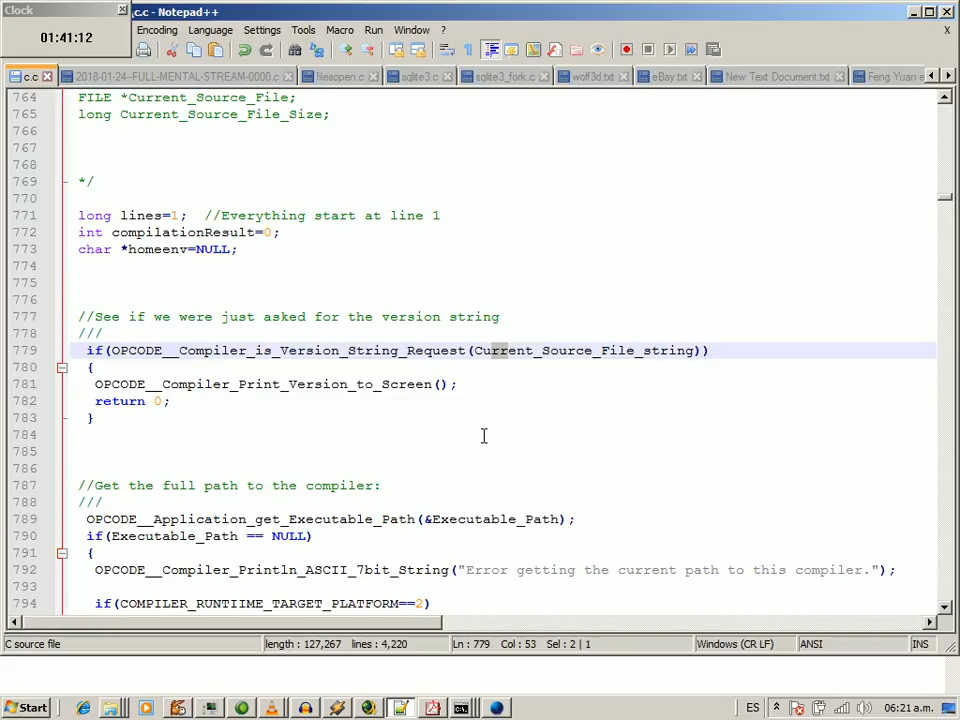 Clock
01:41:12
c.c - Notepad++
Encoding Language Settings Tools Macro Run Window ?
X
c.c
2018-01-24--FULL-MENTAL-STREAM-0000.c
filesopen.c
sqlite3.c
sqlite3_fork.c
wolf3d.txt
eBay.txt
New Text Document.txt
Feng Yuan e
764 FILE *Current_Source_File;
765 long Current_Source_File_Size;
766
767
768
769 */
770
771 long lines=1;  //Everything start at line 1
772 int compilationResult=0;
773 char *homeenv=NULL;
774
775
776
777 //See if we were just asked for the version string
778 ///
779 if(OPCODE__Compiler_is_Version_String_Request(Current_Source_File_string))
780 {
781 OPCODE__Compiler_Print_Version_to_Screen();
782 return 0;
783 }
784
785
786
787 //Get the full path to the compiler:
788 ///
789 OPCODE__Application_get_Executable_Path(&Executable_Path);
790 if(Executable_Path == NULL)
791 {
792 OPCODE__Compiler_Println_ASCII_7bit_String("Error getting the current path to this compiler.");
793
794 if(COMPILER_RUNTIIME_TARGET_PLATFORM==2)
C source file
length : 127,267 lines : 4,220
Ln : 779 Col : 53 Sel : 2 | 1
Windows (CR LF)
ANSI
INS
Start
ES
06:21 a.m.